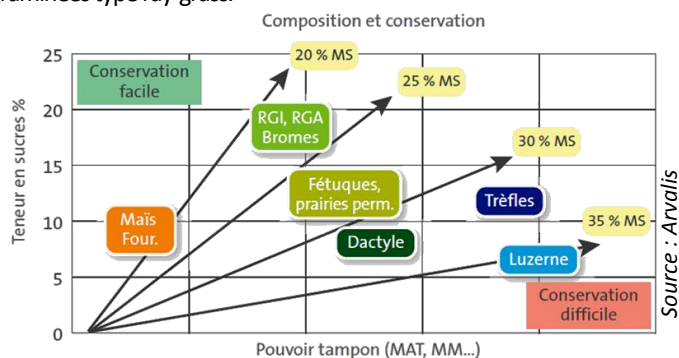 Composition et conservation
Teneur en sucres %
25
20
15
10
5
0
Conservation
facile
20 % MS
25 % MS
30 % MS
35 % MS
RGI, RGA
Bromes
Fétuques,
prairies perm.
Trèfles
Maïs
Four.
Dactyle
Luzerne
Conservation
difficile
Pouvoir tampon (MAT, MM...)
Source : Arvalis